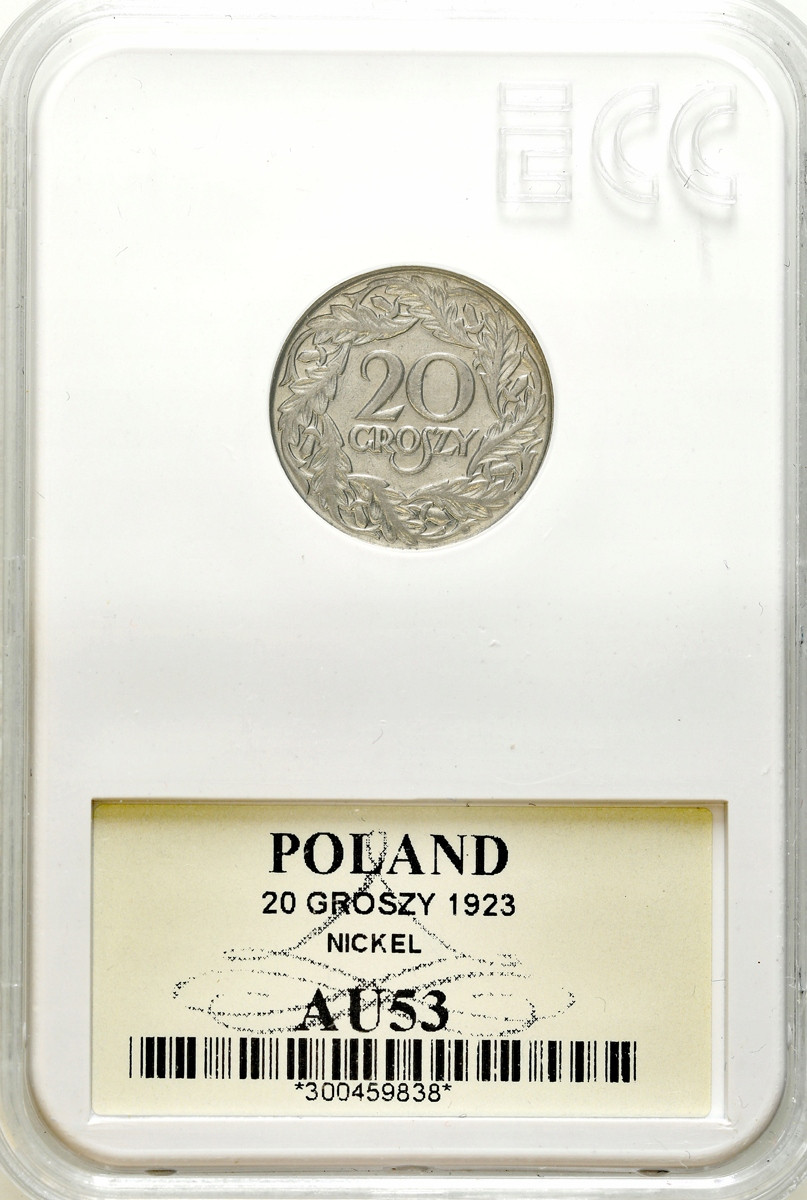 ECC
20
GROSZY
POLAND
20 GROSZY 1923
NICKEL
AU53
*300459838*